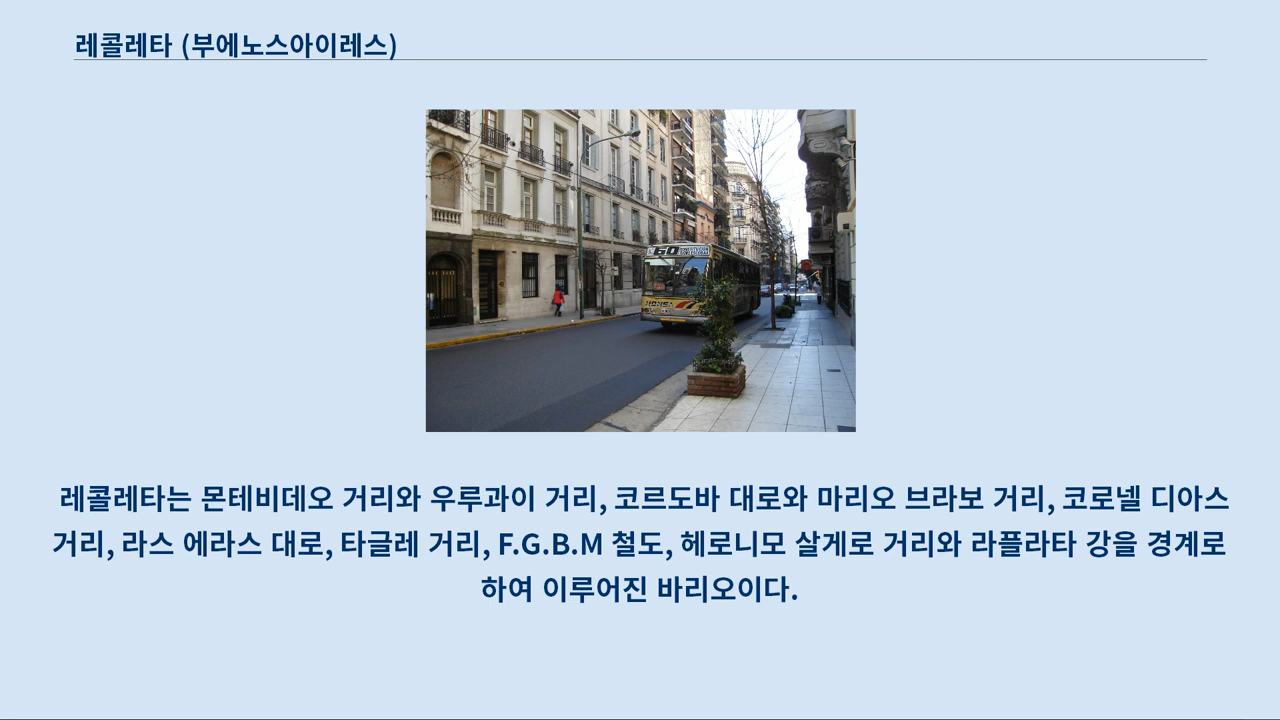 레콜레타 (부에노스아이레스)
60
레콜레타는 몬테비데오 거리와 우루과이 거리, 코르도바 대로와 마리오 브라보 거리, 코로넬 디아스
거리, 라스 에라스 대로, 타글레 거리, F.G.B.M 철도, 헤로니모 살게로 거리와 라플라타 강을 경계로
하여 이루어진 바리오이다.